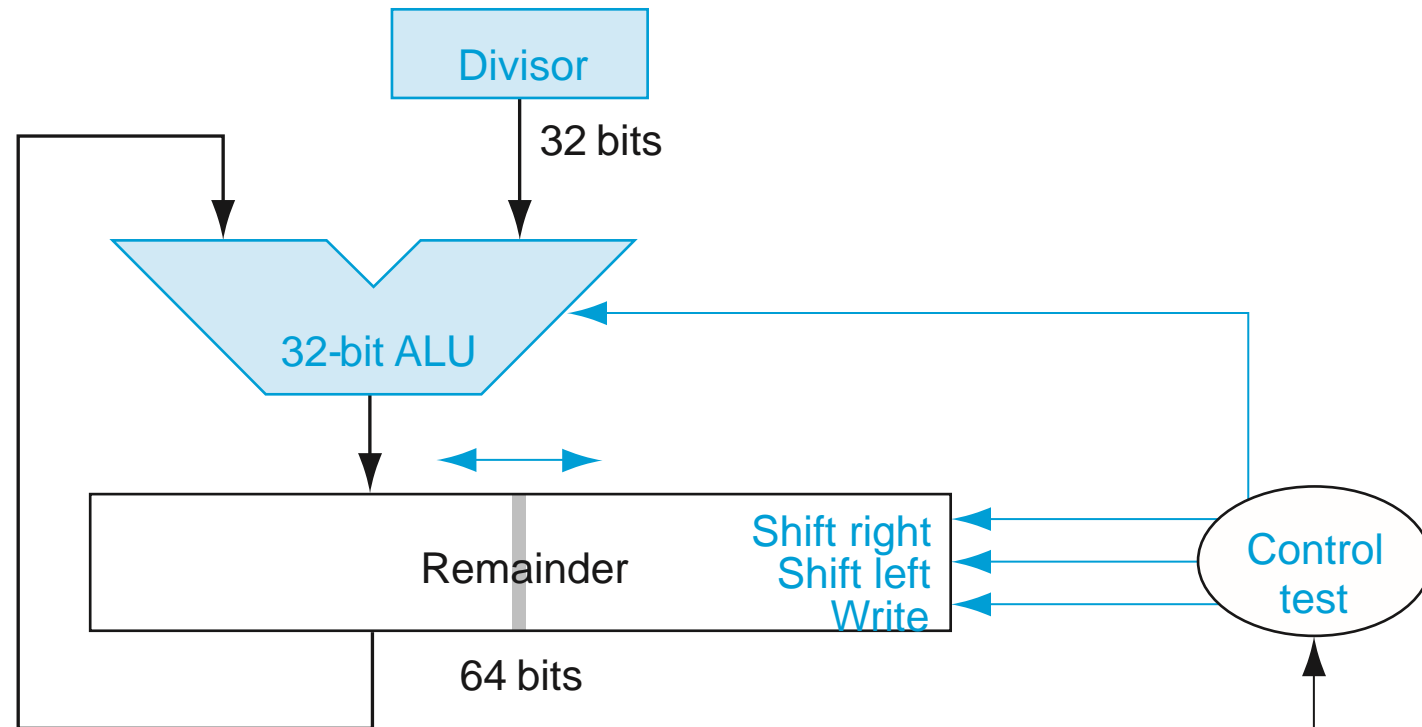 Divisor
32 bits
32-bit ALU
Remainder
Shift right
Shift left
Write
Control
test
64 bits